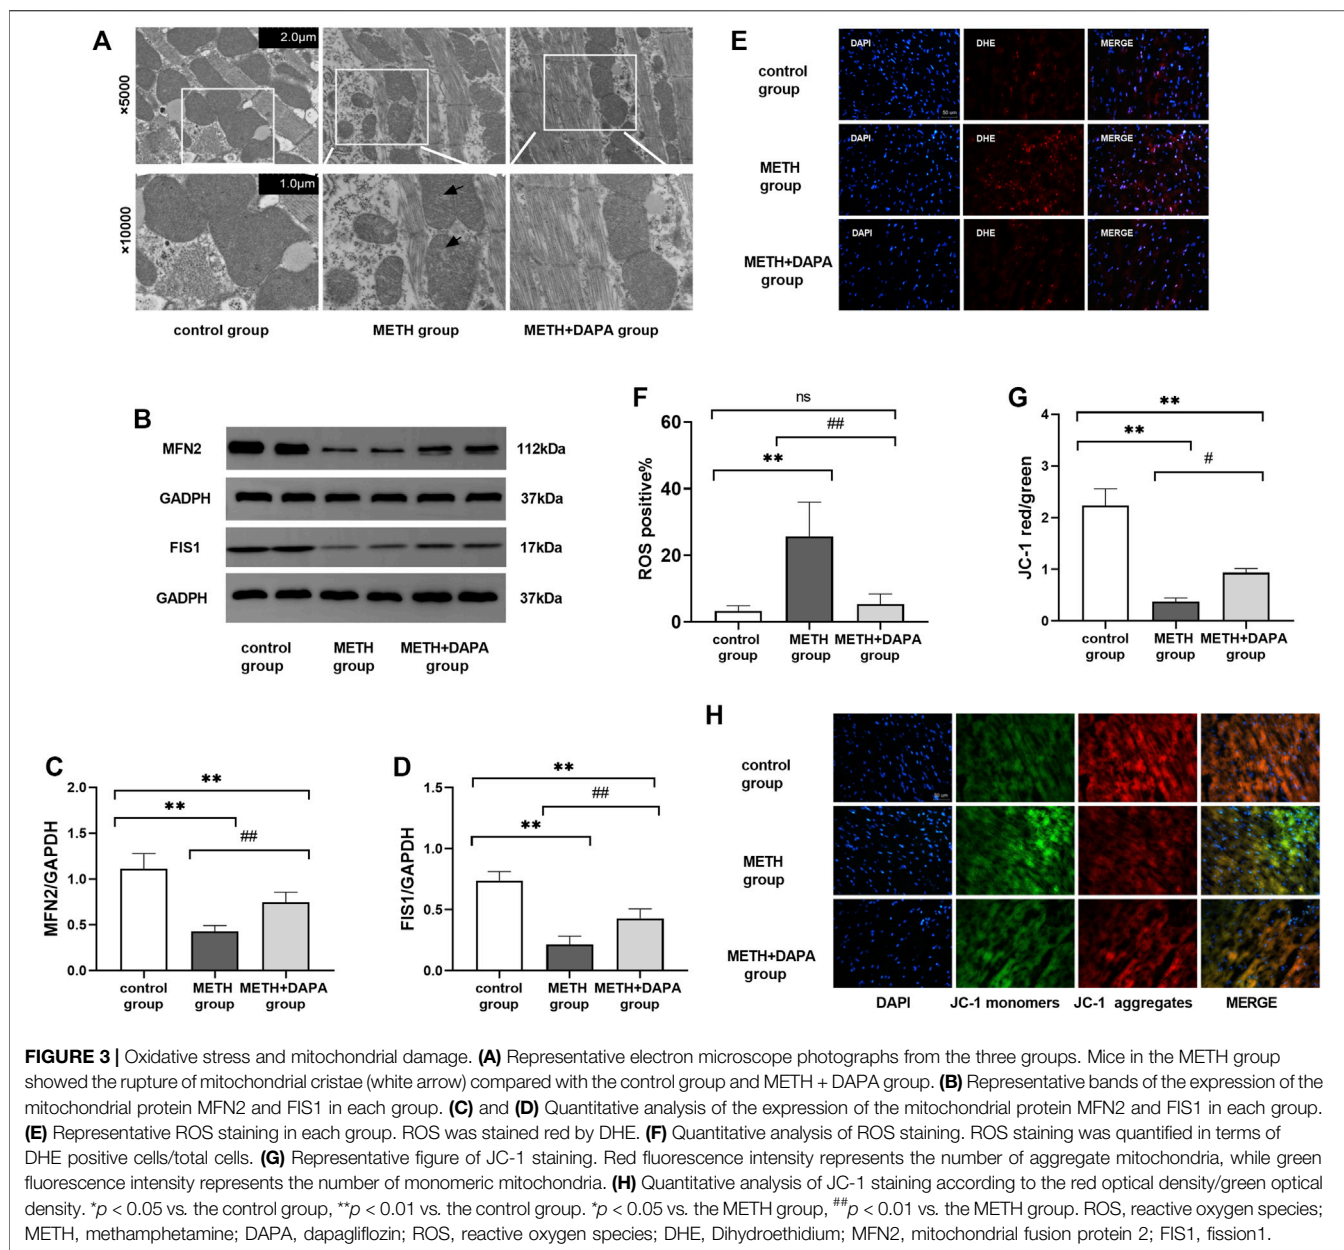 A
2.0μm
×5000
1.0μm
×10000
control group
METH group
METH+DAPA group
E
control
group
DAPI
DHE
MERGE
50 um
METH
group
DAPI
DHE
MERGE
METH+DAPA
group
DAPI
DHE
MERGE
B
MFN2
112kDa
GADPH
37kDa
FIS1
17kDa
GADPH
37kDa
control
group
METH
group
METH+DAPA
group
F
ns
##
**
ROS positive%
60
40
20
0
control
group
METH
group
METH+DAPA
group
G
**
**
#
JC-1 red/green
4
3
2
1
0
control
group
METH
group
METH+DAPA
group
C
**
**
##
MFN2/GAPDH
2.0
1.5
1.0
0.5
0.0
control
group
METH
group
METH+DAPA
group
D
**
##
**
FIS1/GAPDH
1.5
1.0
0.5
0.0
control
group
METH
group
METH+DAPA
group
H
control
group
METH
group
METH+DAPA
group
DAPI
JC-1 monomers
JC-1 aggregates
MERGE
FIGURE 3 | Oxidative stress and mitochondrial damage. (A) Representative electron microscope photographs from the three groups. Mice in the METH group
showed the rupture of mitochondrial cristae (white arrow) compared with the control group and METH + DAPA group. (B) Representative bands of the expression of the
mitochondrial protein MFN2 and FIS1 in each group. (C) and (D) Quantitative analysis of the expression of the mitochondrial protein MFN2 and FIS1 in each group.
(E) Representative ROS staining in each group. ROS was stained red by DHE. (F) Quantitative analysis of ROS staining. ROS staining was quantified in terms of
DHE positive cells/total cells. (G) Representative figure of JC-1 staining. Red fluorescence intensity represents the number of aggregate mitochondria, while green
fluorescence intensity represents the number of monomeric mitochondria. (H) Quantitative analysis of JC-1 staining according to the red optical density/green optical
density. *p < 0.05 vs. the control group, **p < 0.01 vs. the control group. *p < 0.05 vs. the METH group, ##p < 0.01 vs. the METH group. ROS, reactive oxygen species;
METH, methamphetamine; DAPA, dapagliflozin; ROS, reactive oxygen species; DHE, Dihydroethidium; MFN2, mitochondrial fusion protein 2; FIS1, fission1.